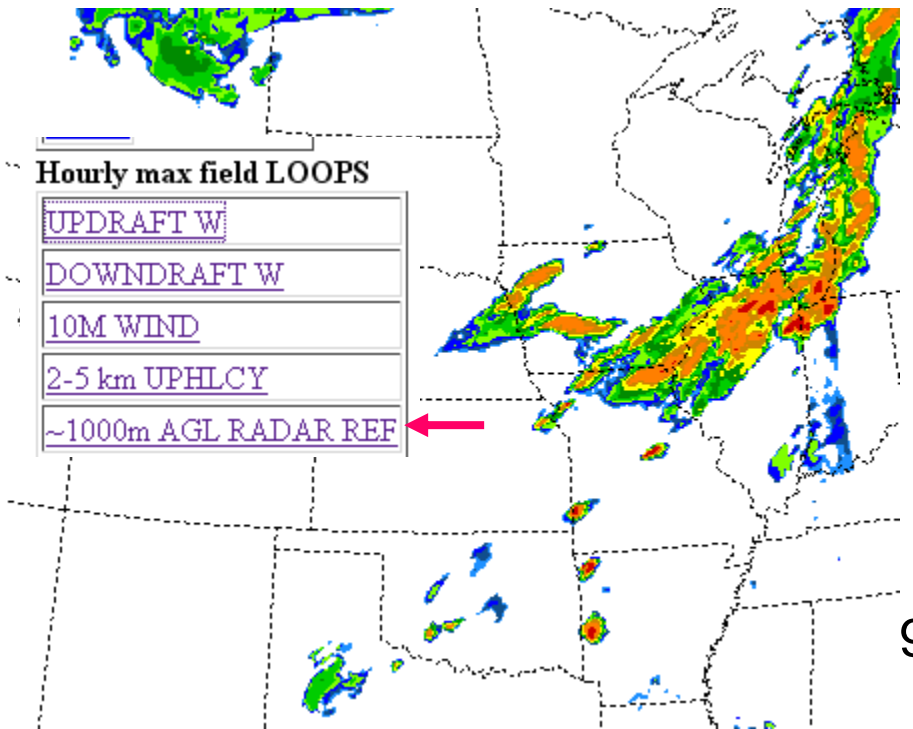 Hourly max field LOOPS
UPDRAFT W
DOWNDRAFT W
10M WIND
2-5 km UPHLCY
~1000m AGL RADAR REF